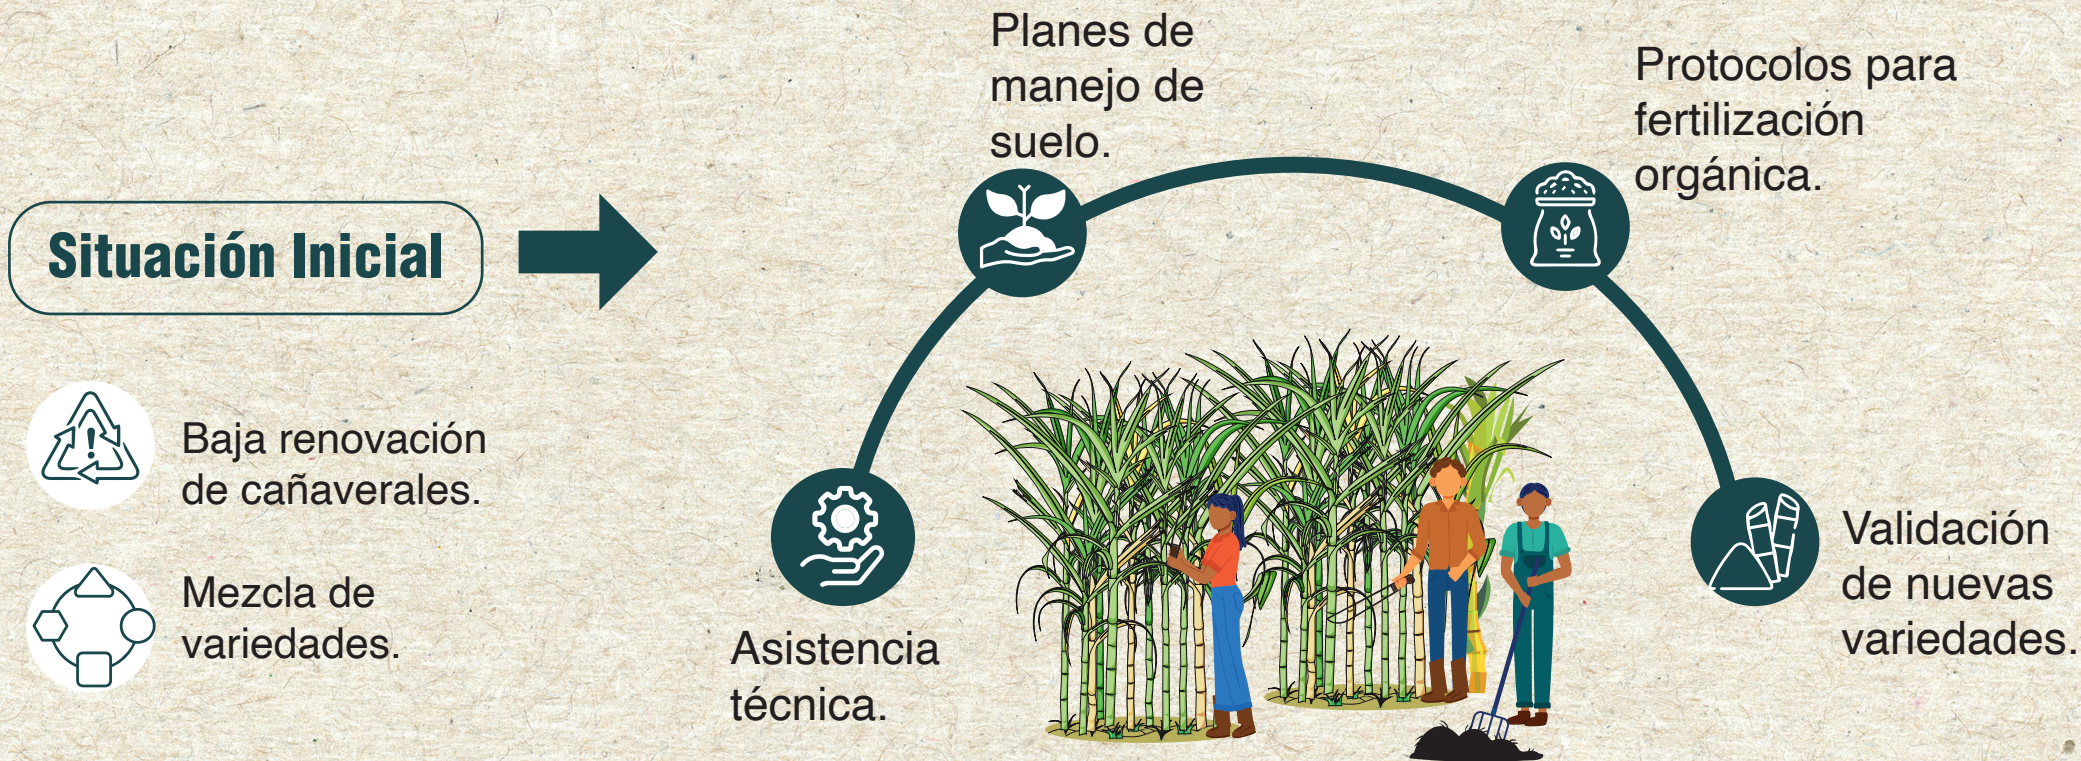 Situación Inicial
Baja renovación
de cañaverales.
Mezcla de
variedades.
Asistencia
técnica.
Planes de
manejo de
suelo.
Protocolos para
fertilización
orgánica.
Validación
de nuevas
variedades.